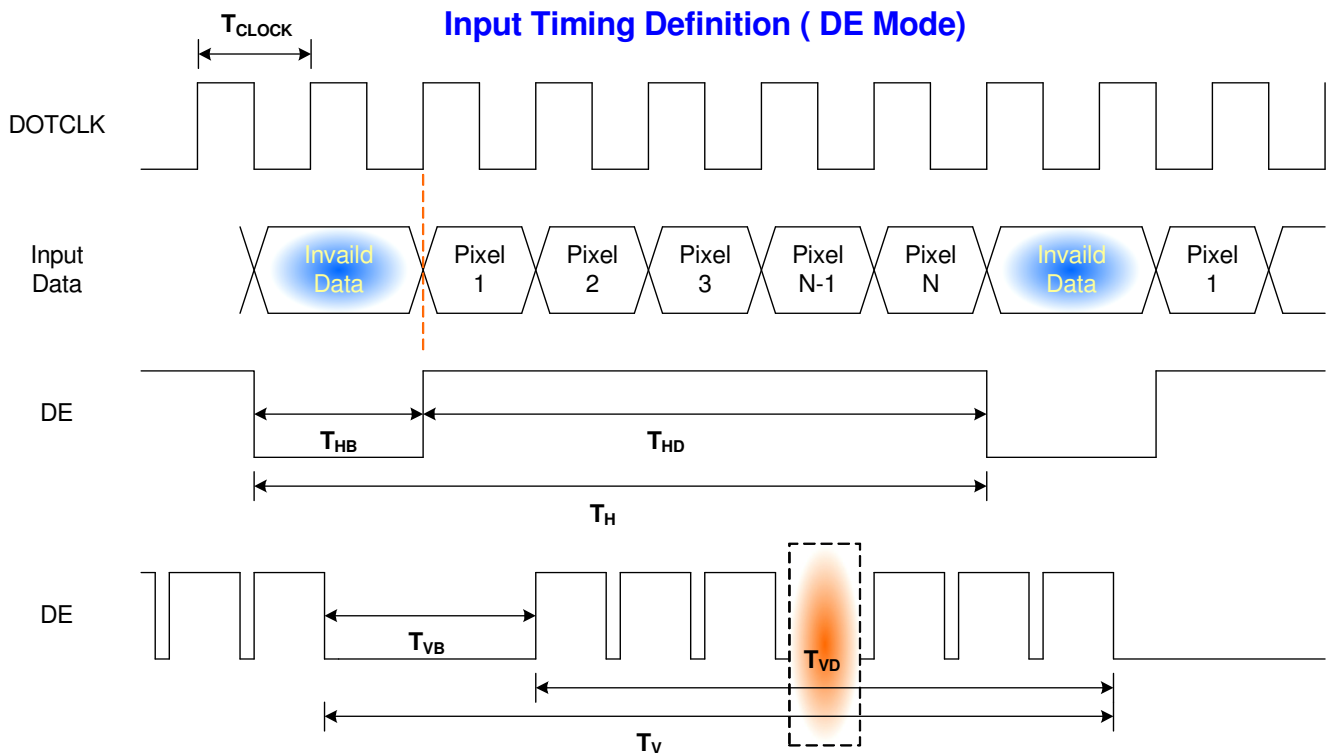 Input Timing Definition ( DE Mode)
TCLOCK
DOTCLK
Input
Data
Invaild
Data
Pixel
1
Pixel
2
Pixel
3
Pixel
N-1
Pixel
N
Invaild
Data
Pixel
1
DE
THB
THD
TH
DE
TVB
TVD
TV